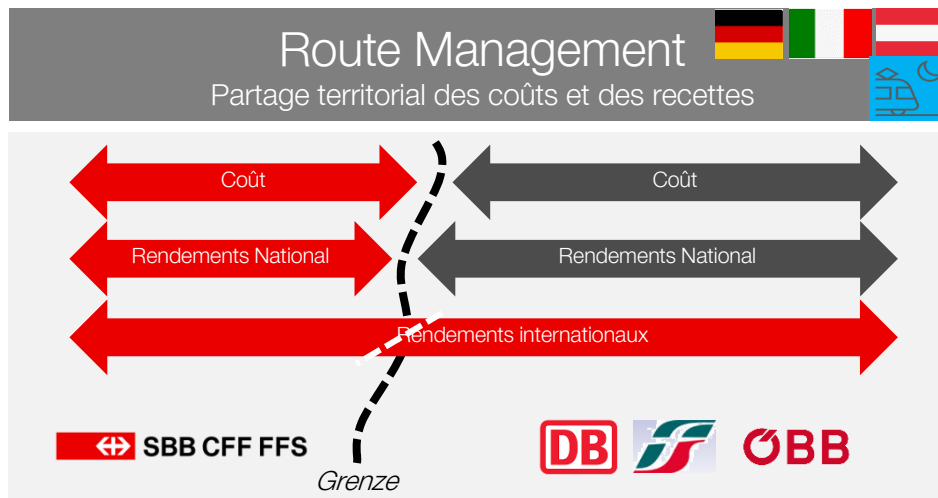 Route Management
Partage territorial des coûts et des recettes
Coût
Coût
Rendements National
Rendements National
Rendements internationaux
SBB CFF FFS
DB
ÖBB
Grenze